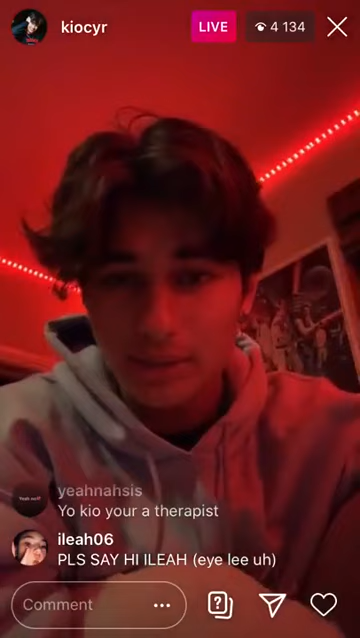 kiocyr
LIVE
4 134
yeahnahsis
Yo kio your a therapist
ileah06
PLS SAY HI ILEAH (eye lee uh)
Comment